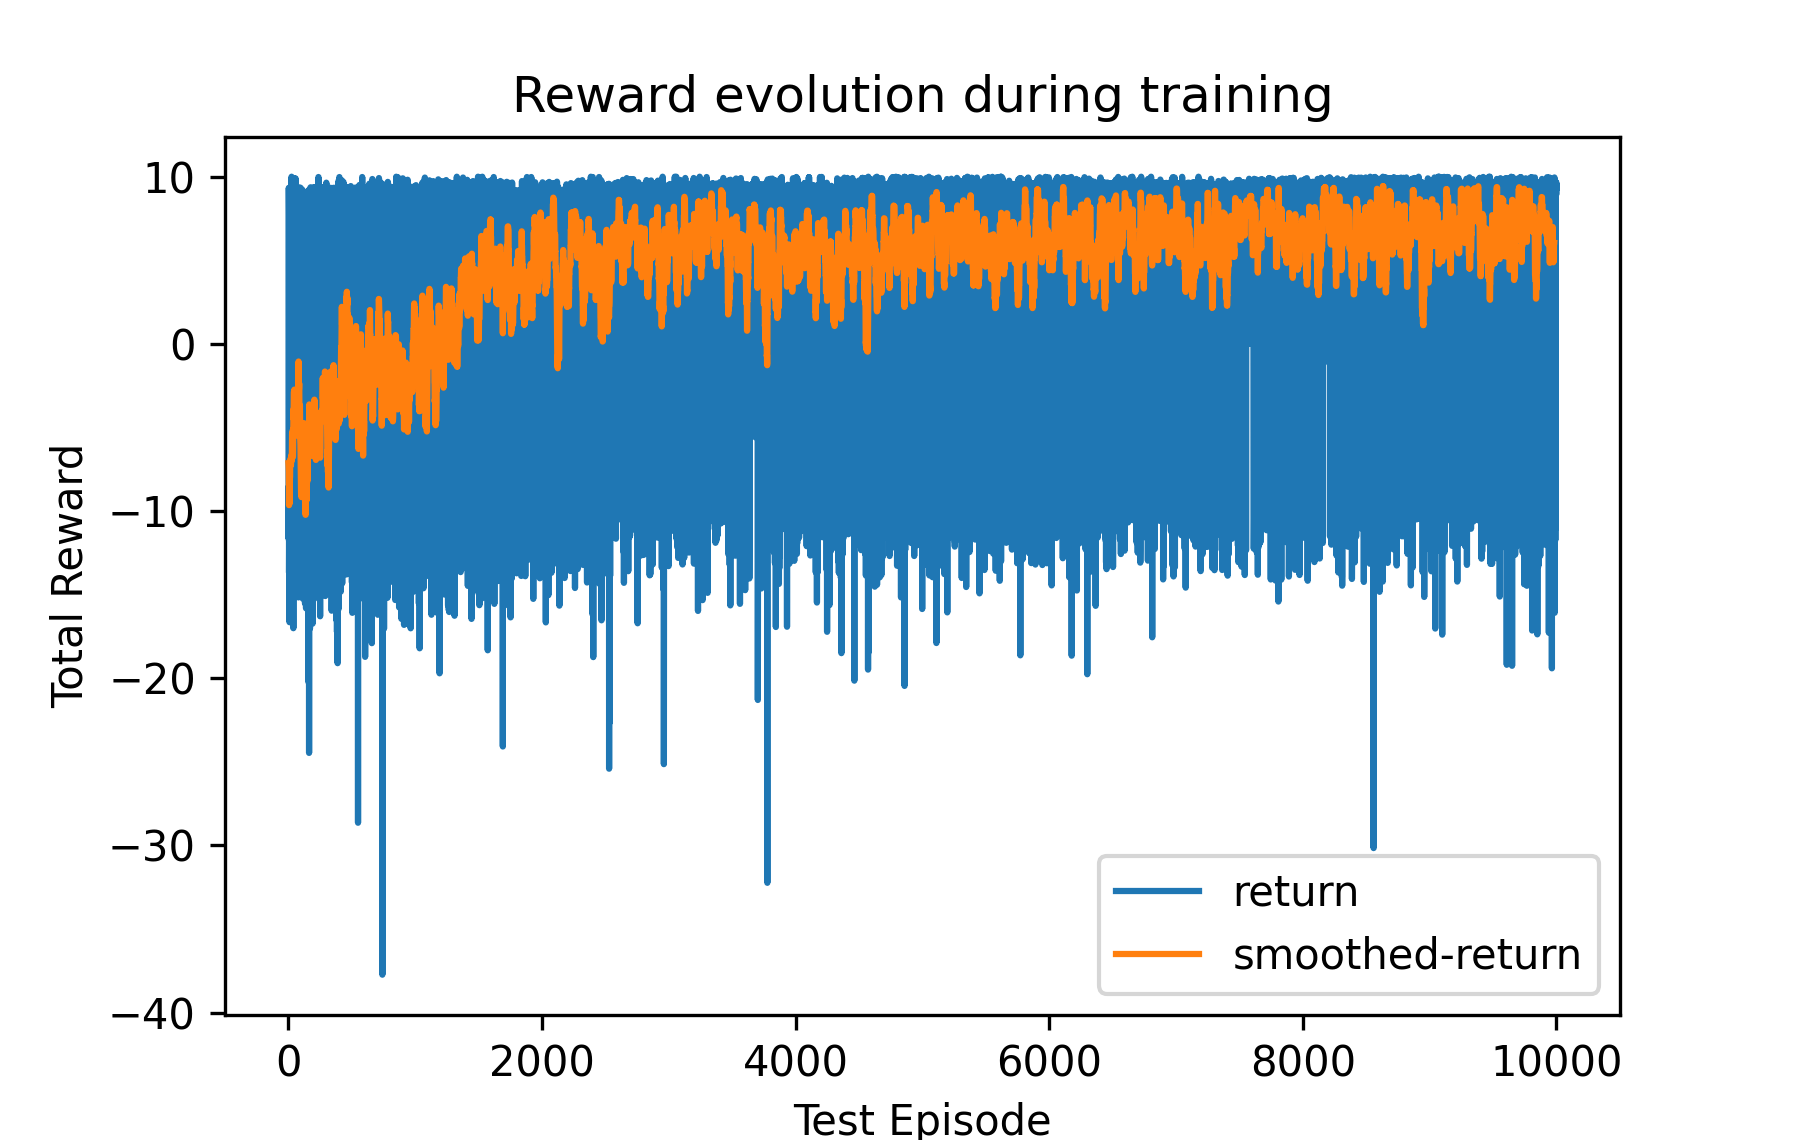 Reward evolution during training
10
0
−10
−20
−30
−40
Total Reward
0 2000 4000 6000 8000 10000
Test Episode
return
smoothed-return